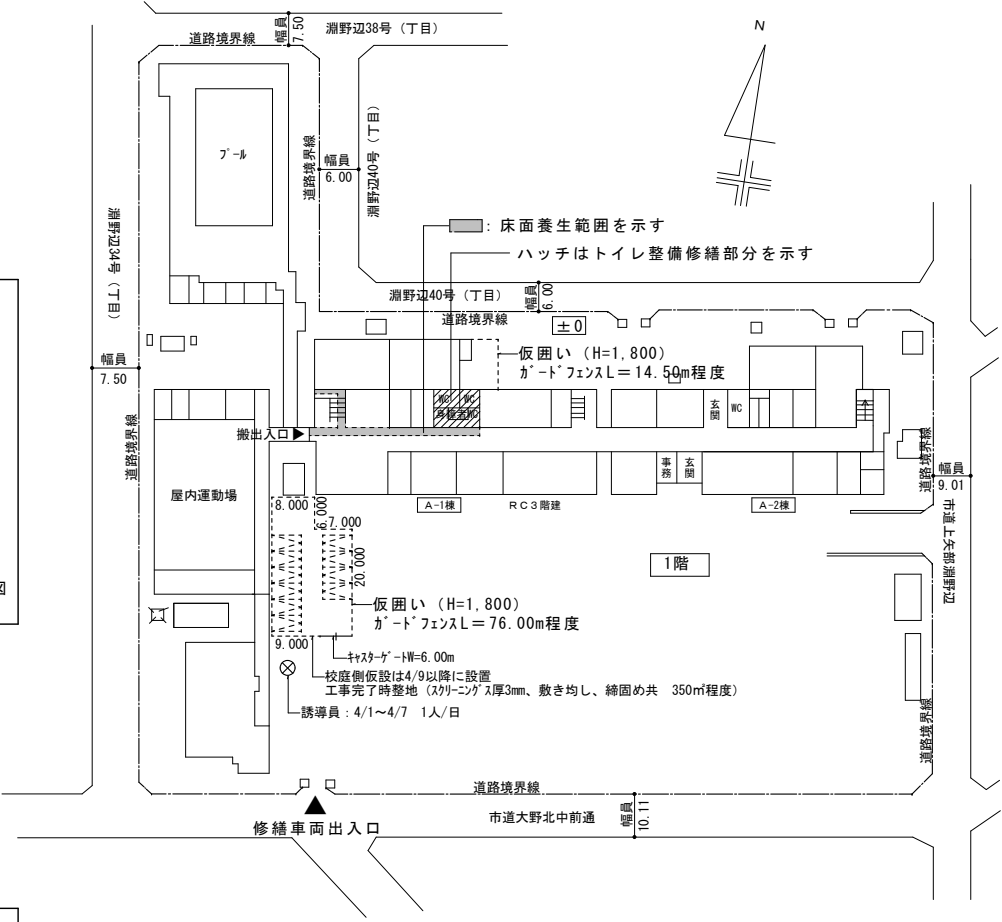 幅員
7.50
淵野辺38号（丁目）
道路境界線
N
プール
道路境界線
幅員
6.00
淵野辺40号（丁目）
淵野辺34号（丁目）
：床面養生範囲を示す
ハッチはトイレ整備修繕部分を示す
淵野辺40号（丁目）
幅員
6.00
道路境界線
±0
仮囲い（H=1,800）
ガードフェンスL＝14.50m程度
幅員
7.50
道路境界線
WC
WC
WC
玄関
WC
搬出入口
屋内運動場
事務
玄関
A-1棟
RC3階建
A-2棟
道路境界線
幅員
9.01
市道上矢部淵野辺
8.000
6.000
7.000
20.000
1階
図
仮囲い（H=1,800）
ガードフェンスL＝76.00m程度
9.000
キャスターゲートW=6.00m
校庭側仮設は4/9以降に設置
工事完了時整地（スクリーニングス厚3mm、敷き均し、締固め共 350㎡程度）
誘導員：4/1～4/7 1人/日
道路境界線
道路境界線
市道大野北中前通
幅員
10.11
修繕車両出入口